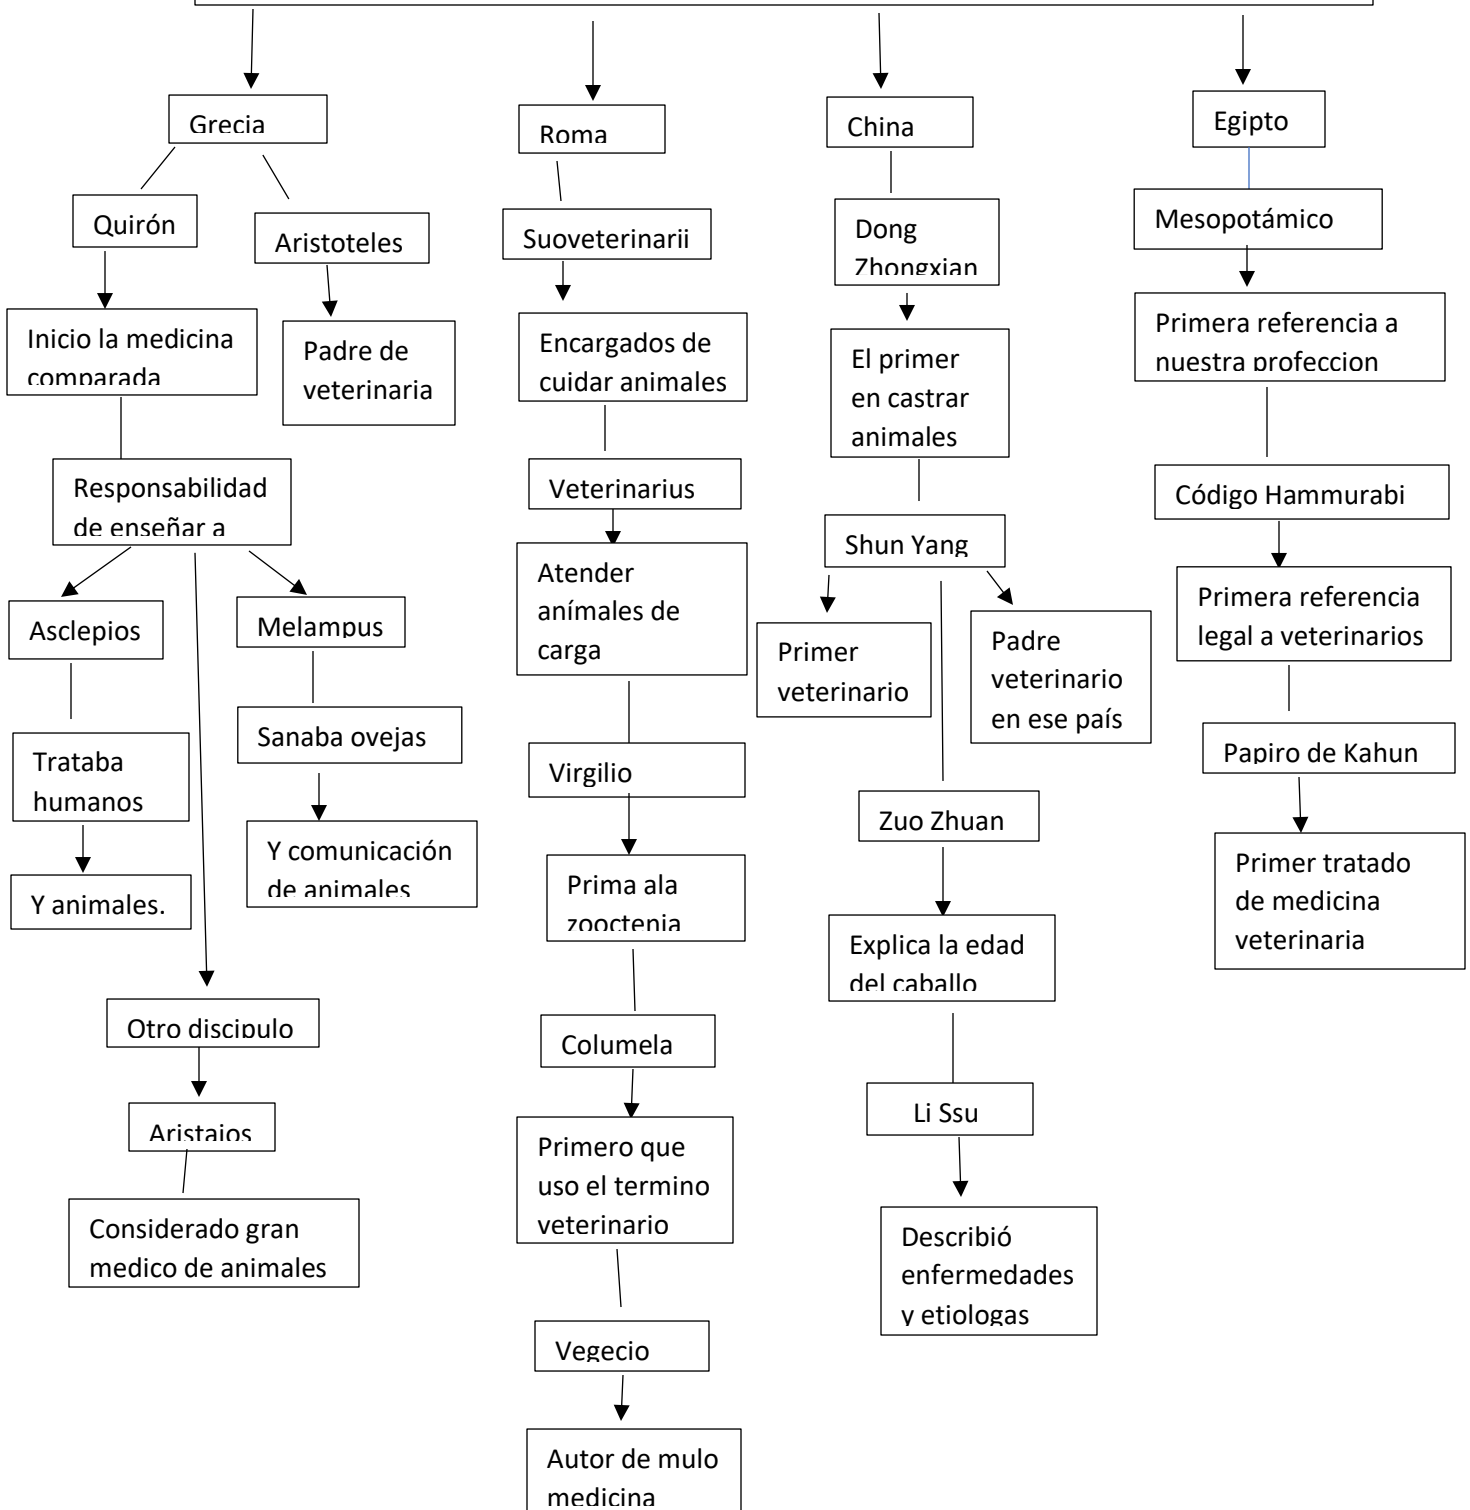 Grecia
Quirón
Inicio la medicina
comparada
Responsabilidad
de enseñar a
Asclepios
Trataba
humanos
Y animales.
Melampus
Sanaba ovejas
Y comunicación
de animales
Otro discipulo
Aristaios
Considerado gran
medico de animales
Aristoteles
Padre de
veterinaria
Roma
Suoveterinarii
Encargados de
cuidar animales
Veterinarius
Atender
anímales de
carga
Virgilio
Prima ala
zooctenia
Columela
Primero que
uso el termino
veterinario
Vegecio
Autor de mulo
medicina
China
Dong
Zhongxian
El primer
en castrar
animales
Shun Yang
Primer
veterinario
Padre
veterinario
en ese país
Zuo Zhuan
Explica la edad
del caballo
Li Ssu
Describió
enfermedades
y etiologas
Egipto
Mesopotámico
Primera referencia a
nuestra profeccion
Código Hammurabi
Primera referencia
legal a veterinarios
Papiro de Kahun
Primer tratado
de medicina
veterinaria